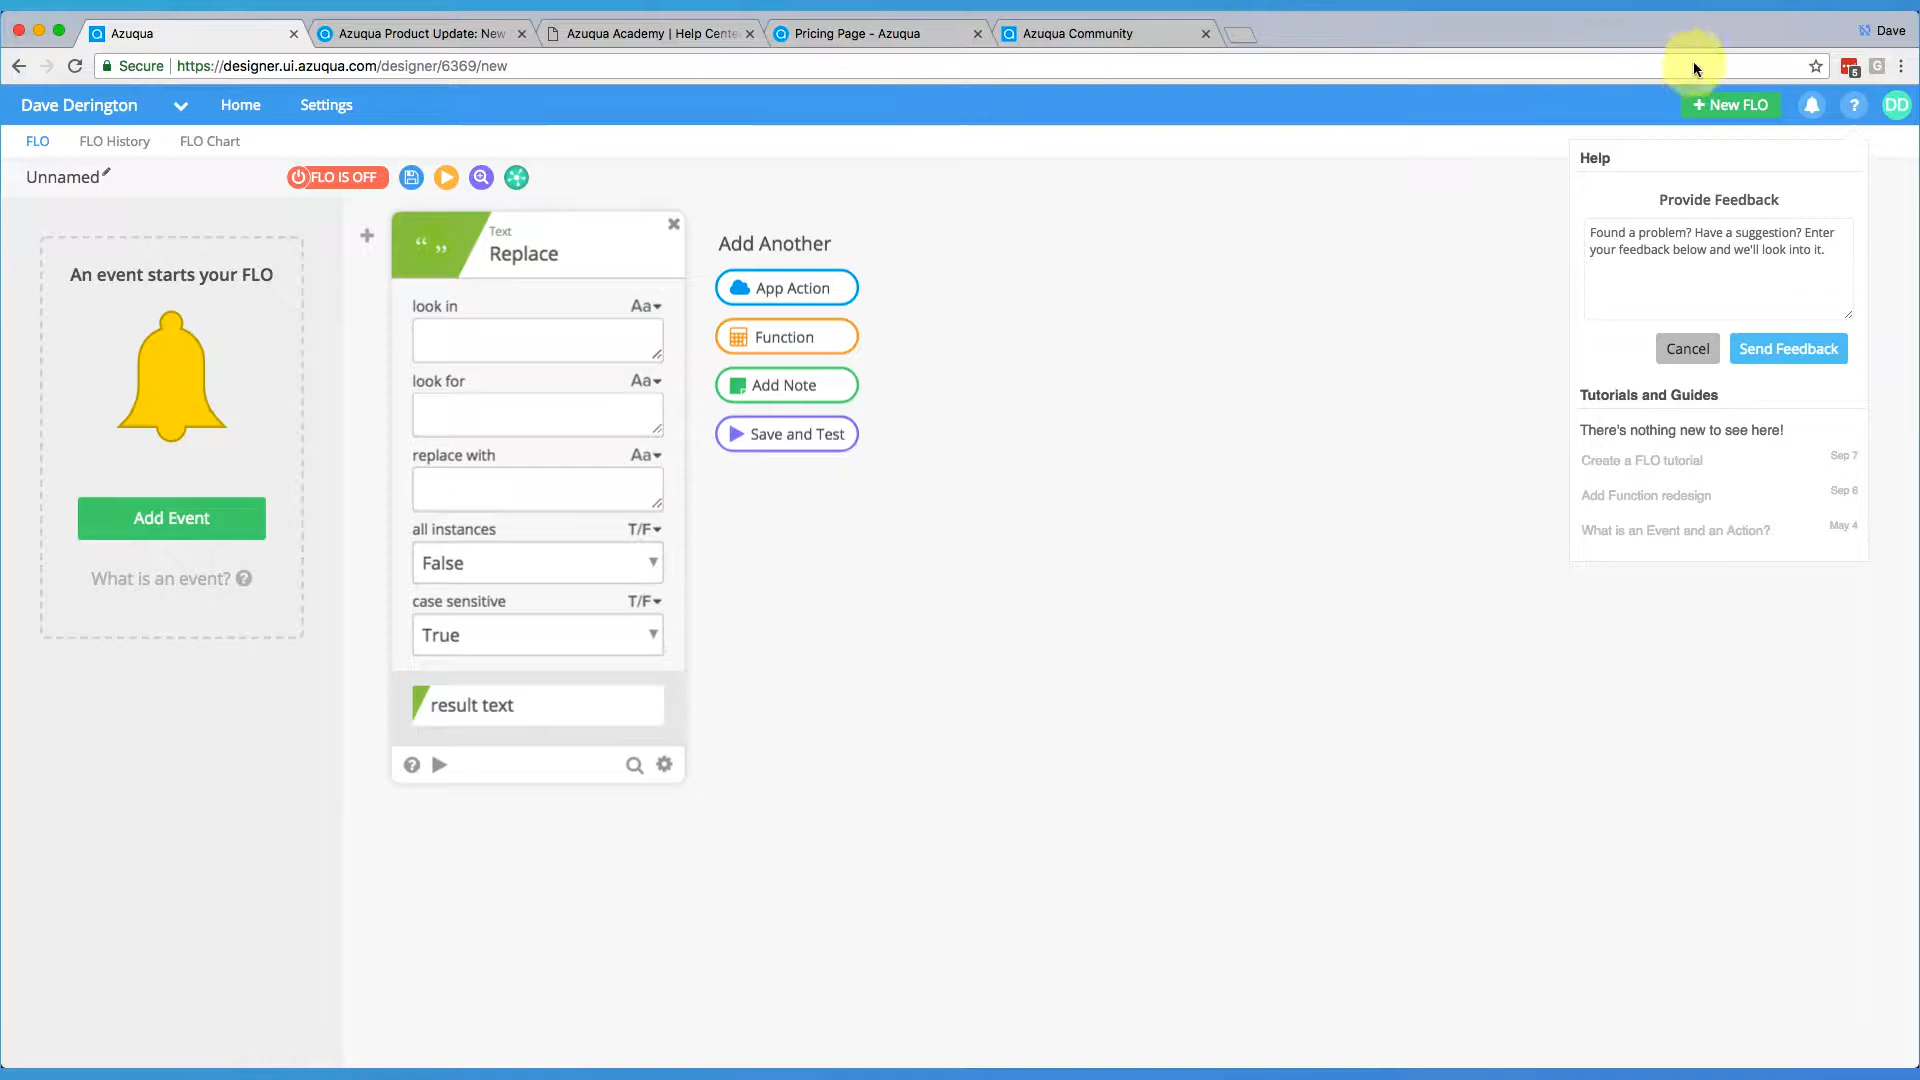 Azuqua
Azuqua Product Update: New
Azuqua Academy | Help Cente
Pricing Page - Azuqua
Azuqua Community
Dave
Secure
https://designer.ui.azuqua.com/designer/6369/new
5
G
Dave Derington
Home
Settings
+ New FLO
?
DD
FLO
FLO History
FLO Chart
Unnamed
FLO IS OFF
An event starts your FLO
Add Event
What is an event? ?
“ ”
Text
Replace
look in
Aa
look for
Aa
replace with
Aa
all instances
T/F
False
case sensitive
T/F
True
result text
?
Add Another
App Action
Function
Add Note
Save and Test
Help
Provide Feedback
Found a problem? Have a suggestion? Enter
your feedback below and we'll look into it.
Cancel
Send Feedback
Tutorials and Guides
There's nothing new to see here!
Create a FLO tutorial
Sep 7
Add Function redesign
Sep 6
What is an Event and an Action?
May 4